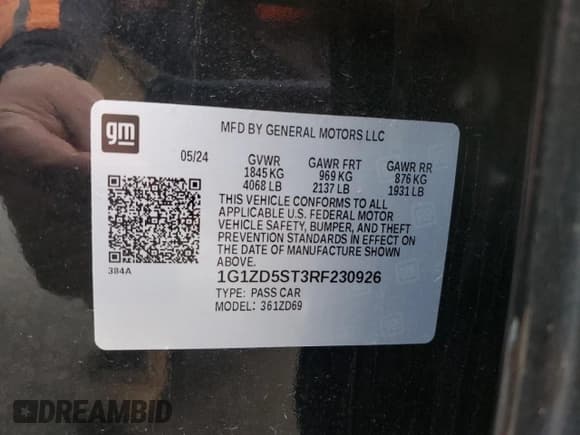 gm
MFD BY GENERAL MOTORS LLC
05/24 GVWR GAWR FRT GAWR RR
1845 KG 969 KG 876 KG
4068 LB 2137 LB 1931 LB
THIS VEHICLE CONFORMS TO ALL
APPLICABLE U.S. FEDERAL MOTOR
VEHICLE SAFETY, BUMPER, AND THEFT
PREVENTION STANDARDS IN EFFECT ON
THE DATE OF MANUFACTURE SHOWN
ABOVE.
384A
1G1ZD5ST3RF230926
TYPE: PASS CAR
MODEL: 361ZD69
DREAMBID